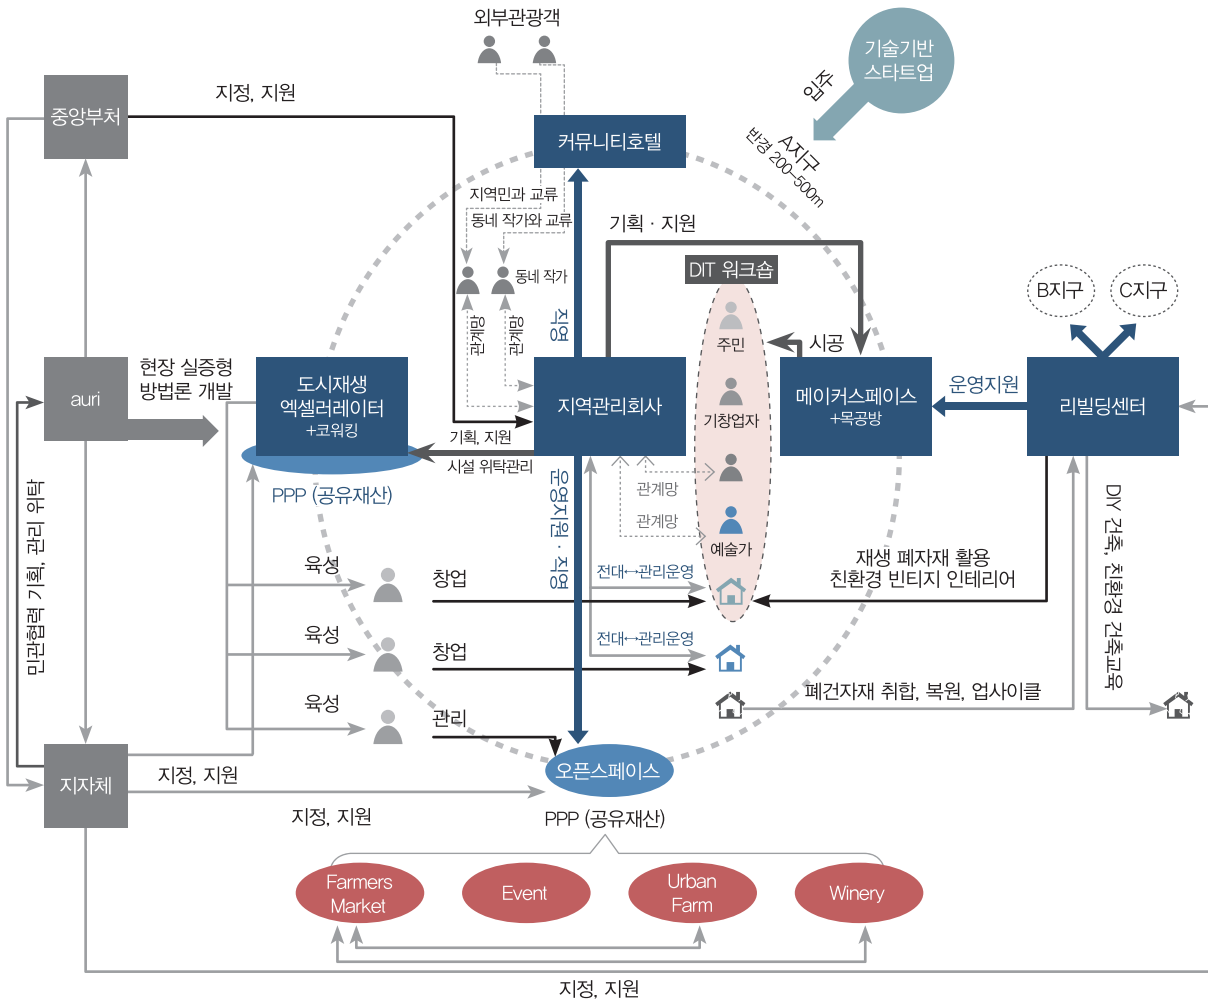 외부관광객
기술기반
스타트업
중앙부처
지정, 지원
수립
커뮤니티호텔
A지구
반경 200–500m
지역민과 교류
동네 작가와 교류
기획 · 지원
DIT 워크숍
동네 작가
B지구
C지구
직영
관계망
관계망
주민
시공
현장 실증형
방법론 개발
auri
도시재생
엑셀러레이터
+코워킹
지역관리회사
기창업자
메이커스페이스
+목공방
운영지원
리빌딩센터
기획, 지원
시설 위탁관리
PPP (공유재산)
관계망
관계망
예술가
운영지원 · 직영
민관협력 기획, 관리 위탁
DIY 건축, 친환경 건축교육
재생 폐자재 활용
친환경 빈티지 인테리어
육성
창업
전대↔관리운영
육성
창업
전대↔관리운영
폐건자재 취합, 복원, 업사이클
육성
관리
지자체
지정, 지원
오픈스페이스
지정, 지원
PPP (공유재산)
Farmers
Market
Event
Urban
Farm
Winery
지정, 지원